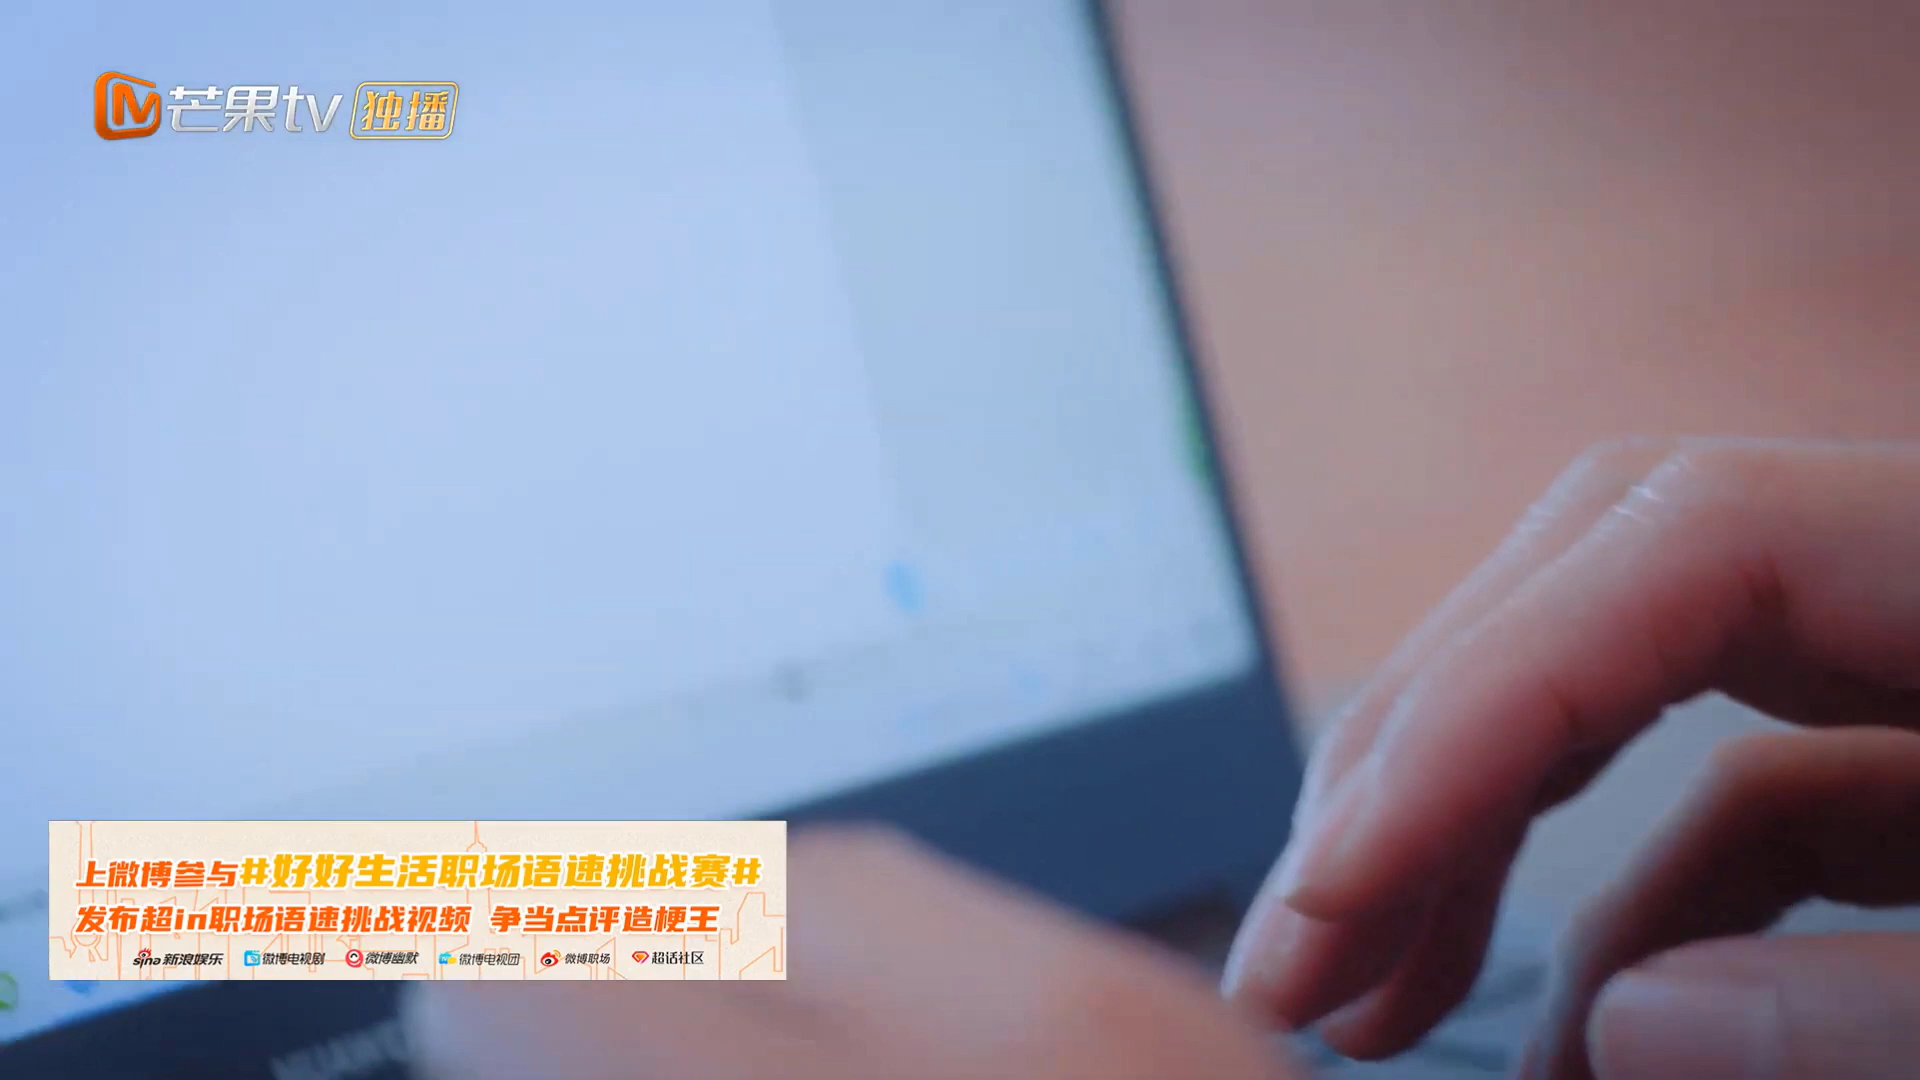 芒果tv 独播
上微博参与#好好生活职场语速挑战赛#
发布超in职场语速挑战视频 争当点评造梗王
sina新浪娱乐 微博电视剧 微博幽默 微博电视团 微博职场 超话社区